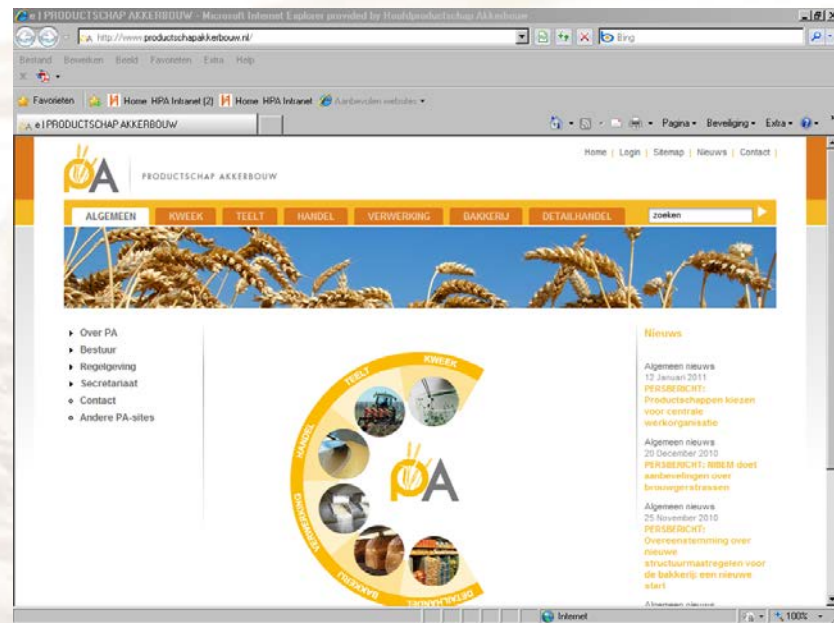 e | PRODUCTSCHAP AKKERBOUW - Microsoft Internet Explorer provided by Hoofdproductschap Akkerbouw
http://www.productschapakkerbouw.nl/
Bing
Bestand Bewerken Beeld Favorieten Extra Help
x
Favorieten Home HPA Intranet (2) Home HPA Intranet Aanbevolen websites
e | PRODUCTSCHAP AKKERBOUW
Pagina Beveiliging Extra
Home | Login | Sitemap | Nieuws | Contact |
PA
PRODUCTSCHAP AKKERBOUW
ALGEMEEN KWEEK TEELT HANDEL VERWERKING BAKKERIJ DETAILHANDEL zoeken
Over PA
Bestuur
Regelgeving
Secretariaat
Contact
Andere PA-sites
KWEEK
TEELT
HANDEL
VERWERKING
BAKKERIJ
DETAILHANDEL
PA
Nieuws
Algemeen nieuws
12 Januari 2011
PERSBERICHT:
Productschappen kiezen
voor centrale
werkorganisatie
Algemeen nieuws
20 December 2010
PERSBERICHT: NIBEM doet
aanbevelingen over
brouwgerstrassen
Algemeen nieuws
25 November 2010
PERSBERICHT:
Overeenstemming over
nieuwe
structuurmaatregelen voor
de bakkerij een nieuwe
start
Algemeen nieuws
Internet
100%